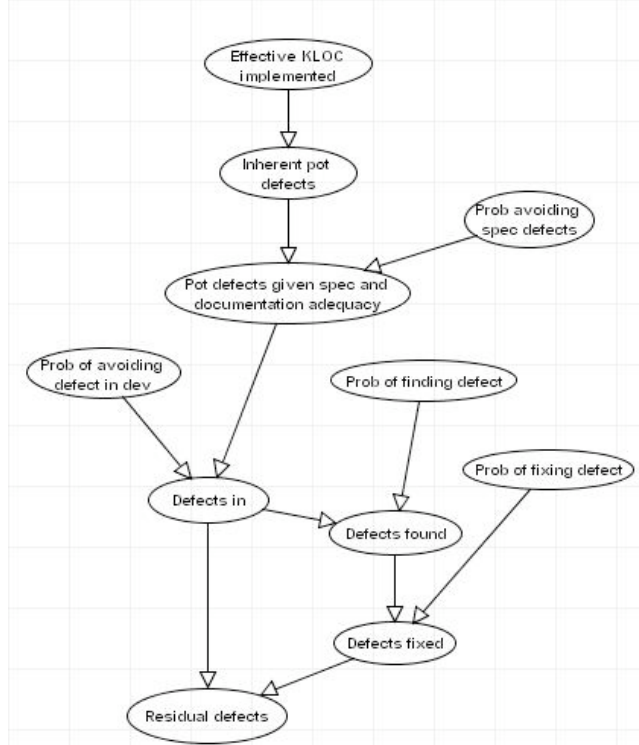 Effective KLOC
implemented
Inherent pot
defects
Prob avoiding
spec defects
Pot defects given spec and
documentation adequacy
Prob of avoiding
defect in dev
Prob of finding defect
Prob of fixing defect
Defects in
Defects found
Defects fixed
Residual defects